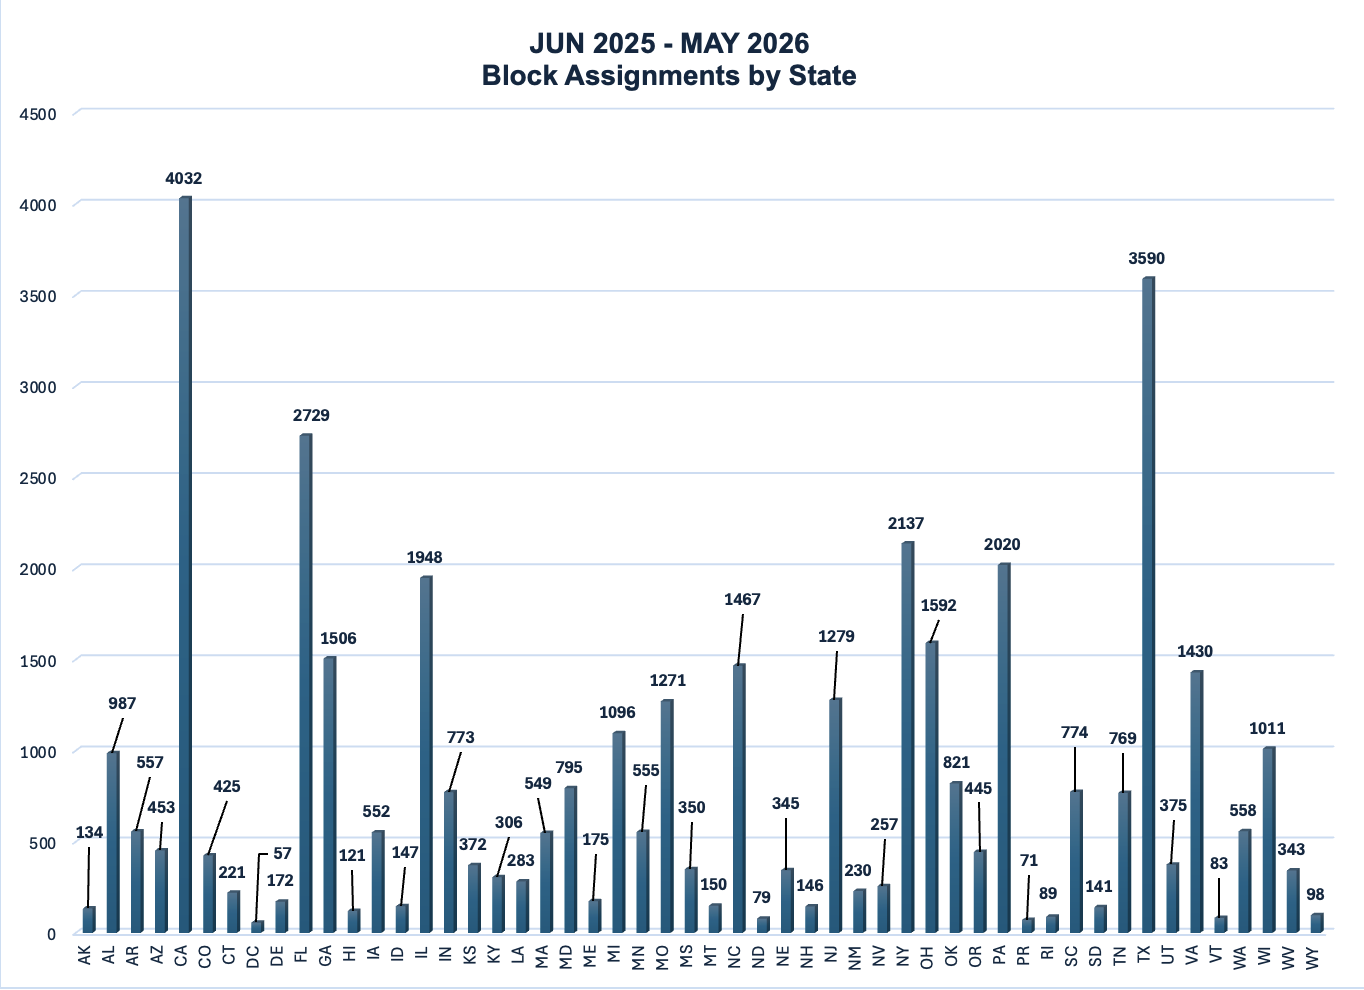 JUN 2025 - MAY 2026
Block Assignments by State
4500
4000
3500
3000
2500
2000
1500
1000
500
0
134
987
557
453
4032
425
221
57
172
2729
1506
121
552
147
1948
773
372
306
283
549
795
175
1096
555
1271
350
150
1467
79
345
146
1279
230
257
2137
1592
821
445
2020
71
89
774
141
769
3590
375
1430
83
558
1011
343
98
AK
AL
AR
AZ
CA
CO
CT
DC
DE
FL
GA
HI
IA
ID
IL
IN
KS
KY
LA
MA
MD
ME
MI
MN
MO
MS
MT
NC
ND
NE
NH
NJ
NM
NV
NY
OH
OK
OR
PA
PR
RI
SC
SD
TN
TX
UT
VA
VT
WA
WI
WV
WY